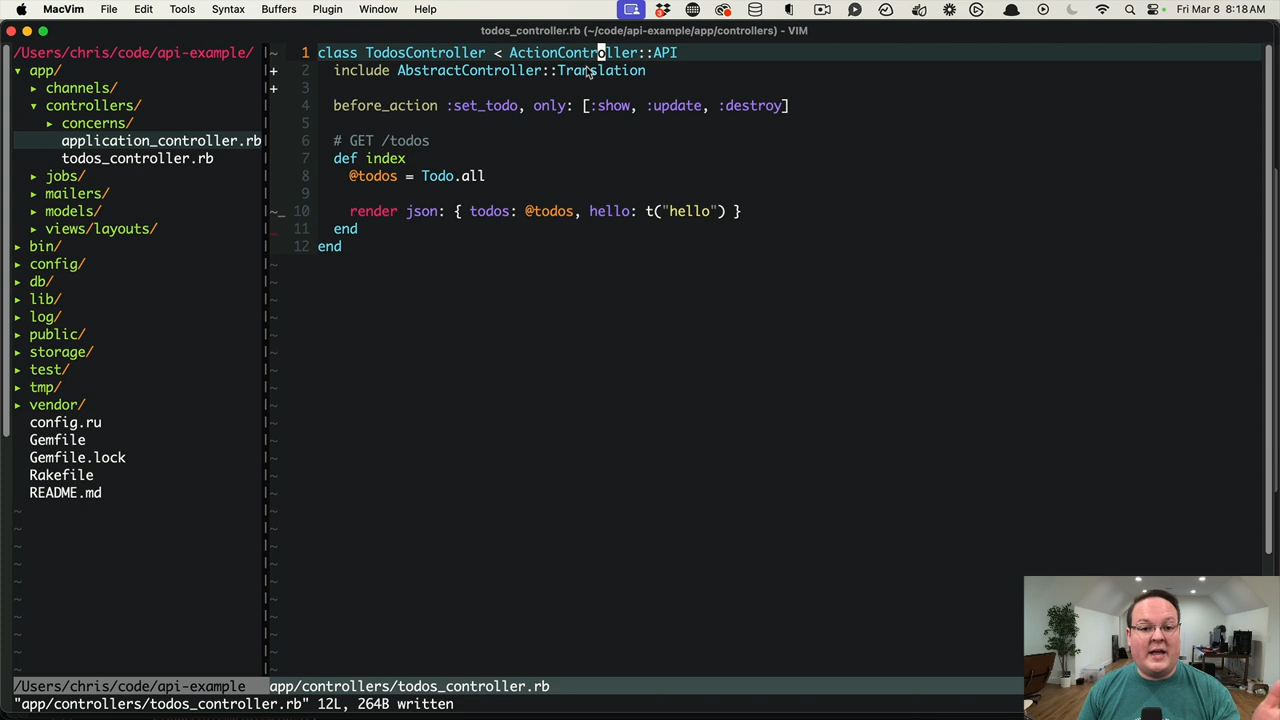 MacVim File Edit Tools Syntax Buffers Plugin Window Help Fri Mar 8 8:18 AM
todos_controller.rb (~/code/api-example/app/controllers) - VIM
/Users/chris/code/api-example/
▾ app/
▸ channels/
▾ controllers/
▸ concerns/
application_controller.rb
todos_controller.rb
▸ jobs/
▸ mailers/
▸ models/
▸ views/layouts/
▸ bin/
▸ config/
▸ db/
▸ lib/
▸ log/
▸ public/
▸ storage/
▸ test/
▸ tmp/
▸ vendor/
config.ru
Gemfile
Gemfile.lock
Rakefile
README.md
~ 1 class TodosController < ActionController::API
+ 2 include AbstractController::Translation
+ 3
4 before_action :set_todo, only: [:show, :update, :destroy]
5
6 # GET /todos
7 def index
8 @todos = Todo.all
9
~_ 10 render json: { todos: @todos, hello: t("hello") }
11 end
12 end
/Users/chris/code/api-example app/controllers/todos_controller.rb
"app/controllers/todos_controller.rb" 12L, 264B written